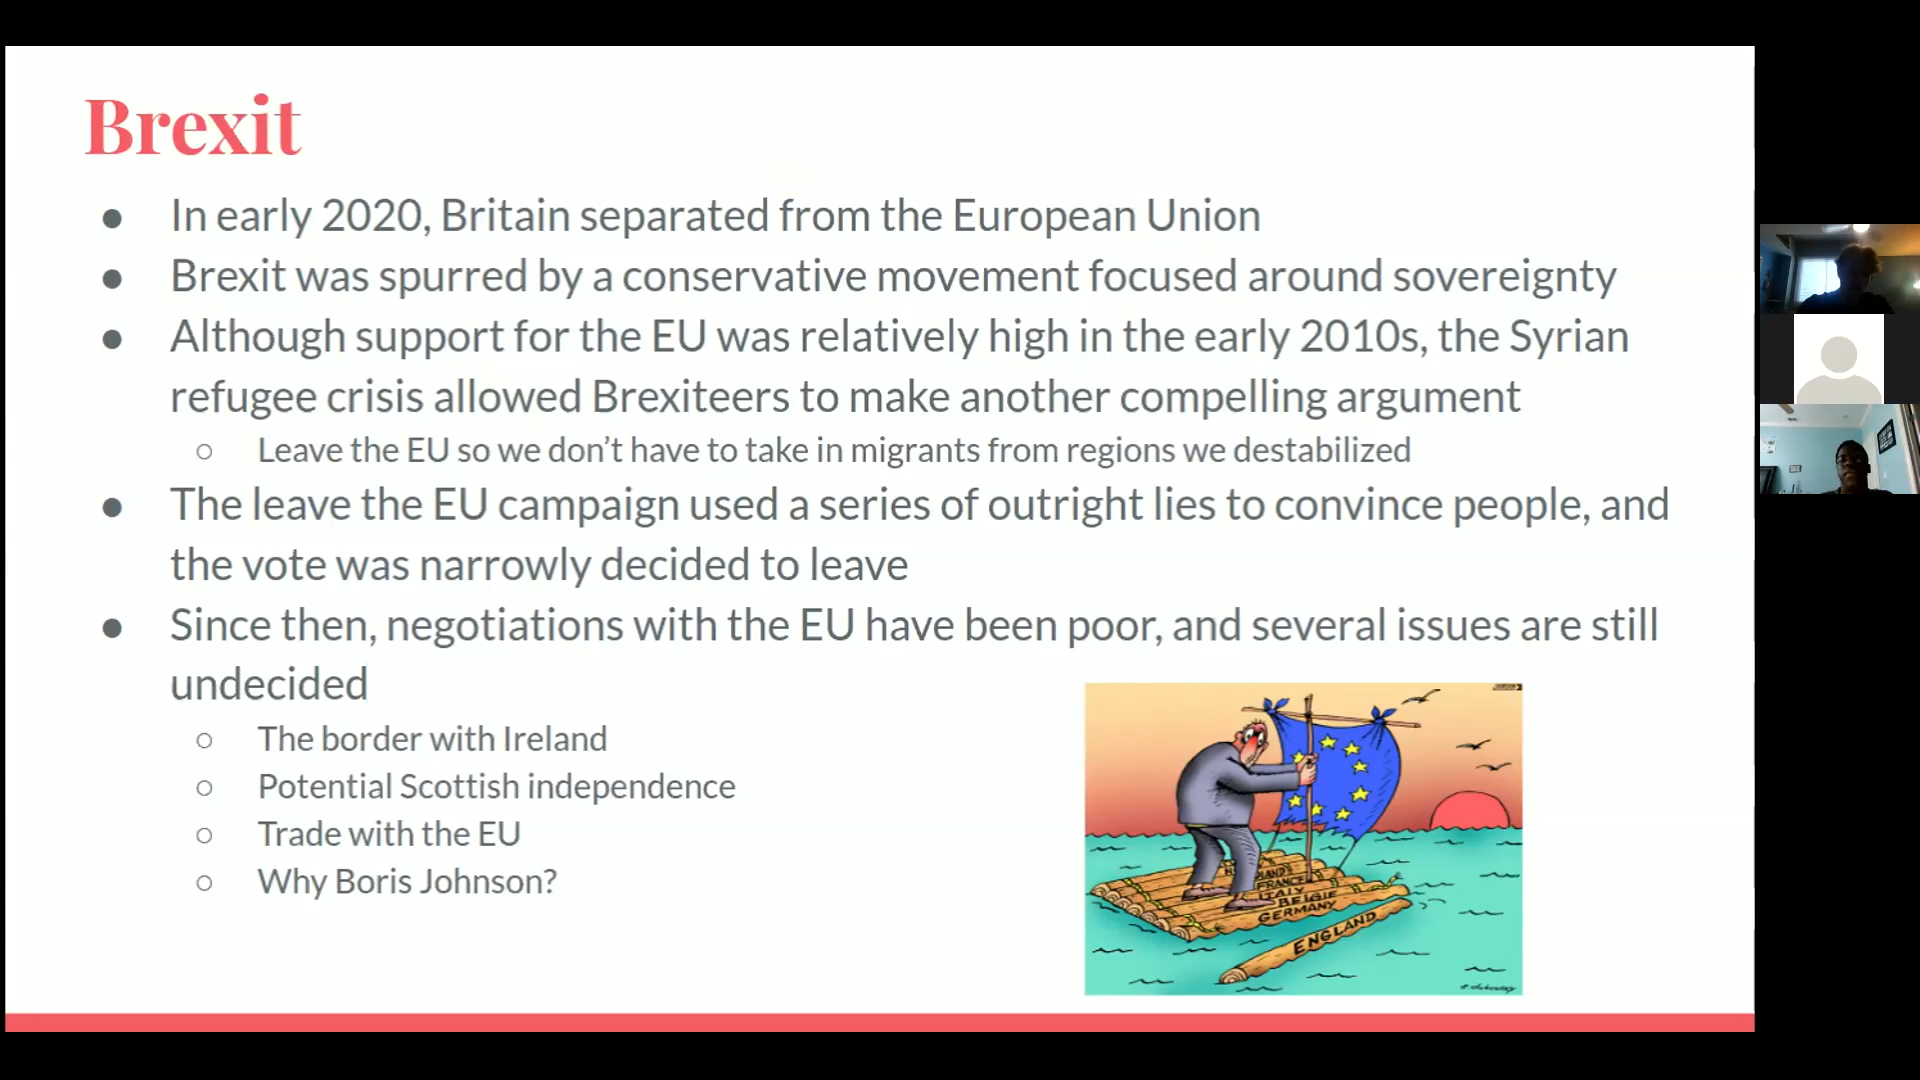 Brexit
● In early 2020, Britain separated from the European Union
● Brexit was spurred by a conservative movement focused around sovereignty
● Although support for the EU was relatively high in the early 2010s, the Syrian
refugee crisis allowed Brexiteers to make another compelling argument
○ Leave the EU so we don’t have to take in migrants from regions we destabilized
● The leave the EU campaign used a series of outright lies to convince people, and
the vote was narrowly decided to leave
● Since then, negotiations with the EU have been poor, and several issues are still
undecided
○ The border with Ireland
○ Potential Scottish independence
○ Trade with the EU
○ Why Boris Johnson?
FRANCE
ITALY
BELGIE
GERMANY
ENGLAND